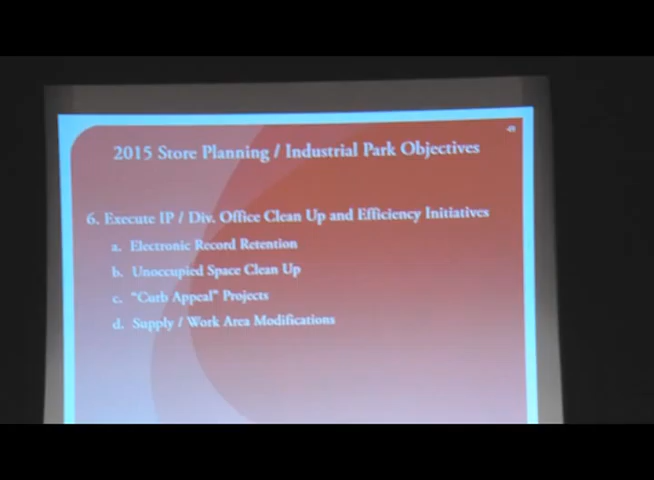 49
2015 Store Planning / Industrial Park Objectives
6. Execute IP / Div. Office Clean Up and Efficiency Initiatives
a. Electronic Record Retention
b. Unoccupied Space Clean Up
c. "Curb Appeal" Projects
d. Supply / Work Area Modifications